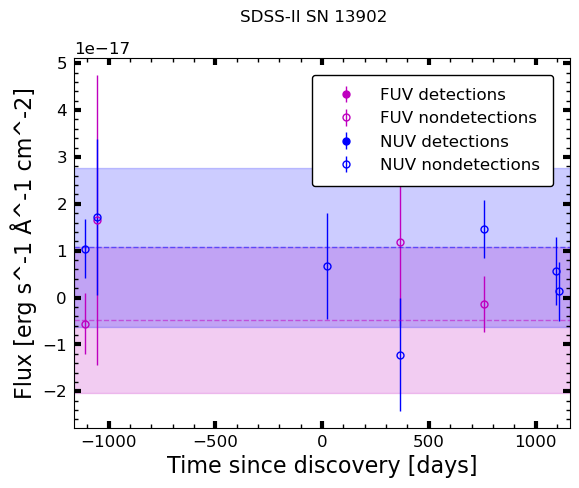 SDSS-II SN 13902
1e−17
5
4
3
2
1
0
−1
−2
Flux [erg s^-1 Å^-1 cm^-2]
FUV detections
FUV nondetections
NUV detections
NUV nondetections
−1000 −500 0 500 1000
Time since discovery [days]